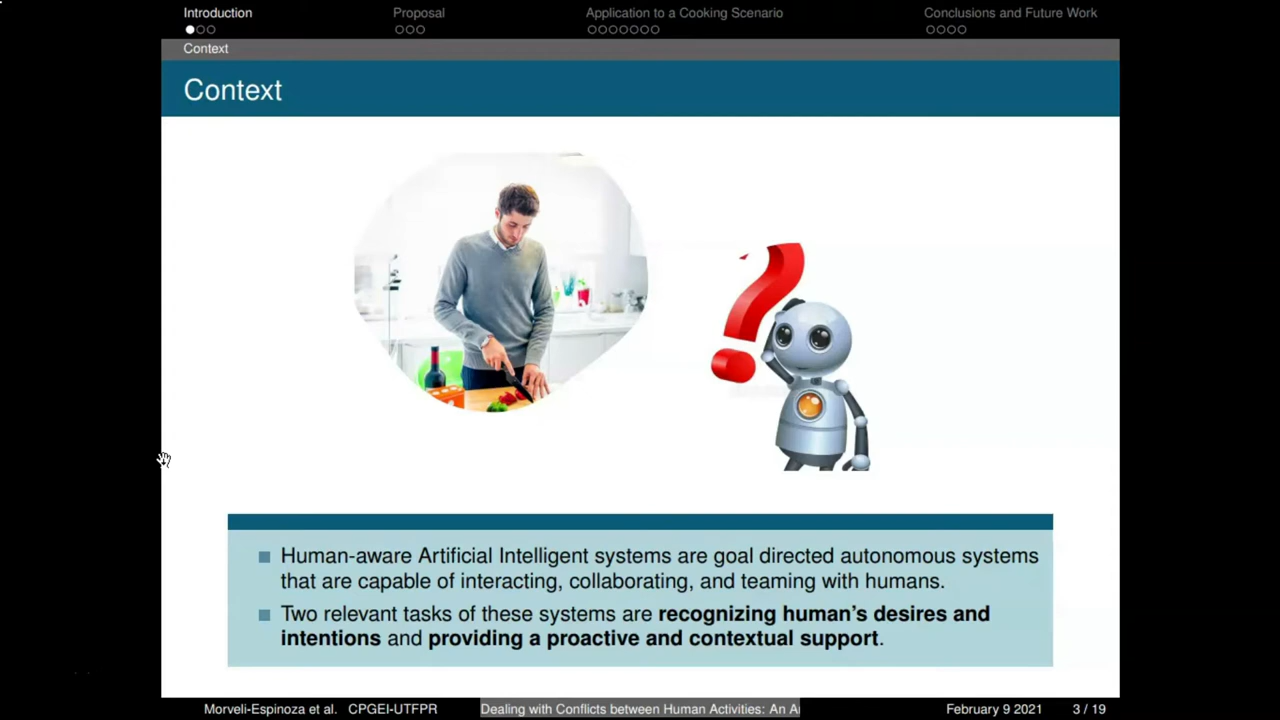 Introduction Proposal Application to a Cooking Scenario Conclusions and Future Work
Context
Context
Human-aware Artificial Intelligent systems are goal directed autonomous systems
that are capable of interacting, collaborating, and teaming with humans.
Two relevant tasks of these systems are recognizing human's desires and
intentions and providing a proactive and contextual support.
Morveli-Espinoza et al. CPGEI-UTFPR Dealing with Conflicts between Human Activities: An February 9 2021 3 / 19